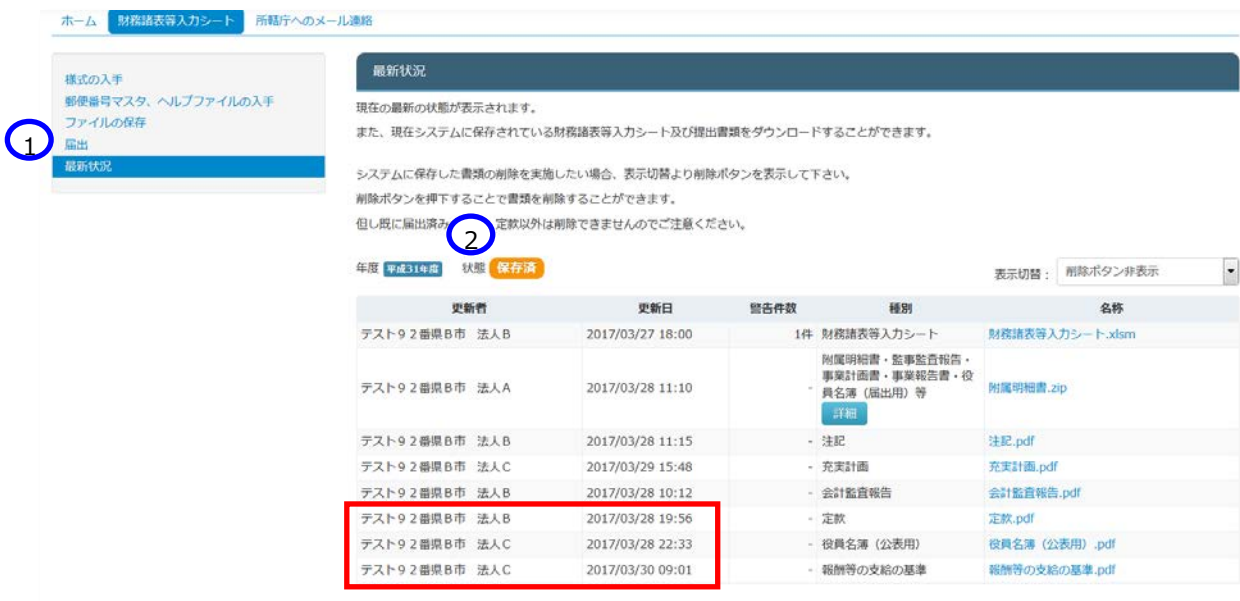 ホーム 財務諸表等入力シート 所轄庁へのメール連絡
様式の入手
郵便番号マスタ、ヘルプファイルの入手
ファイルの保存
1
届出
最新状況
最新状況
現在の最新の状態が表示されます。
また、現在システムに保存されている財務諸表等入力シート及び提出書類をダウンロードすることができます。
システムに保存した書類の削除を実施したい場合、表示切替より削除ボタンを表示して下さい。
削除ボタンを押下することで書類を削除することができます。
但し既に届出済み 定款以外は削除できませんのでご注意ください。
2
年度 平成31年度 状態 保存済 表示切替： 削除ボタン非表示
更新者 更新日 警告件数 種別 名称
テスト９２番県Ｂ市 法人Ｂ 2017/03/27 18:00 1件 財務諸表等入力シート 財務諸表等入力シート.xlsm
テスト９２番県Ｂ市 法人Ａ 2017/03/28 11:10 - 附属明細書・監事監査報告・
事業計画書・事業報告書・役
員名簿（届出用）等 附属明細書.zip
詳細
テスト９２番県Ｂ市 法人Ｂ 2017/03/28 11:15 - 注記 注記.pdf
テスト９２番県Ｂ市 法人Ｃ 2017/03/29 15:48 - 充実計画 充実計画.pdf
テスト９２番県Ｂ市 法人Ｂ 2017/03/28 10:12 - 会計監査報告 会計監査報告.pdf
テスト９２番県Ｂ市 法人Ｂ 2017/03/28 19:56 - 定款 定款.pdf
テスト９２番県Ｂ市 法人Ｃ 2017/03/28 22:33 - 役員名簿（公表用） 役員名簿（公表用）.pdf
テスト９２番県Ｂ市 法人Ｃ 2017/03/30 09:01 - 報酬等の支給の基準 報酬等の支給の基準.pdf